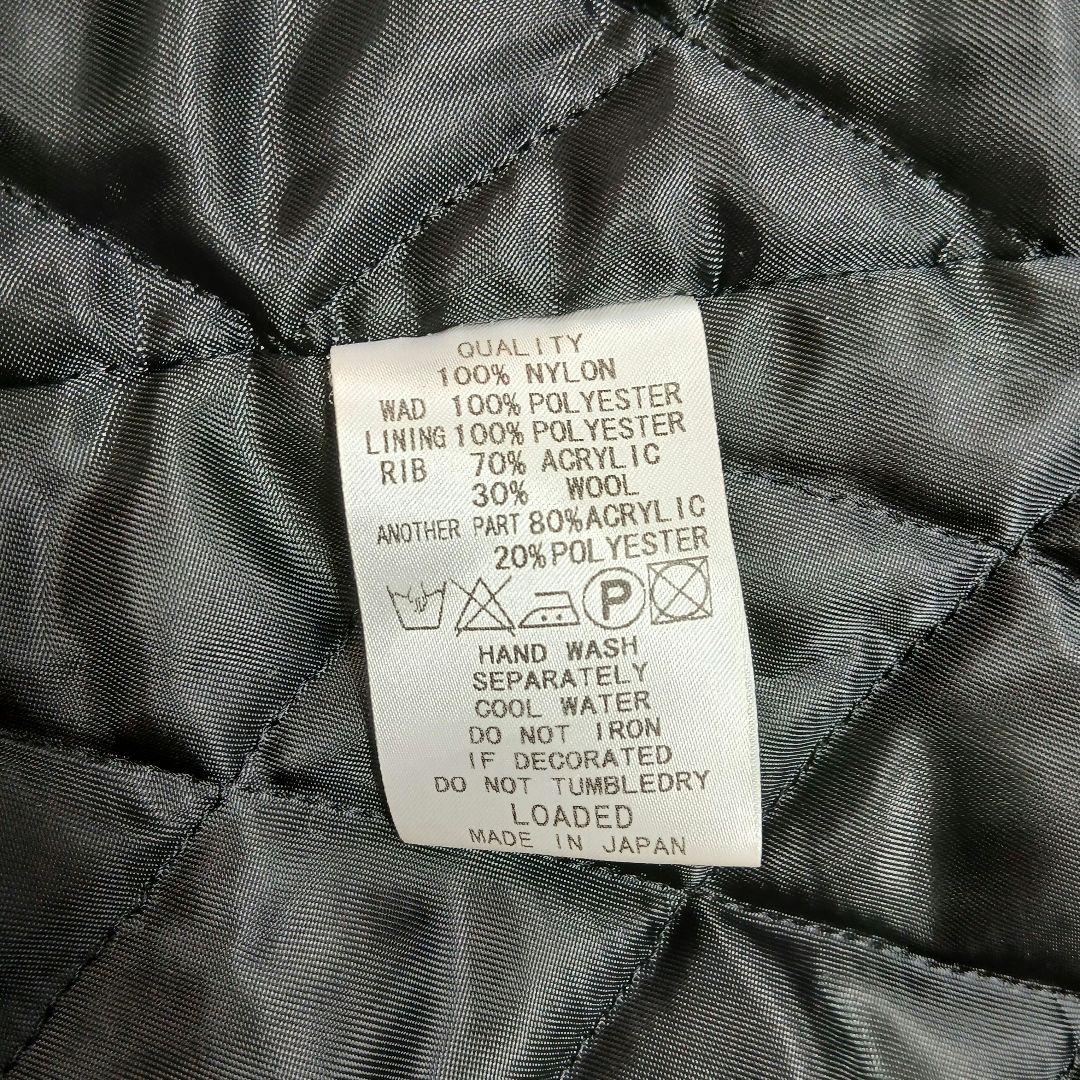 QUALITY
100% NYLON
WAD 100% POLYESTER
LINING 100% POLYESTER
RIB 70% ACRYLIC
30% WOOL
ANOTHER PART 80% ACRYLIC
20% POLYESTER
P
HAND WASH
SEPARATELY
COOL WATER
DO NOT IRON
IF DECORATED
DO NOT TUMBLEDRY
LOADED
MADE IN JAPAN